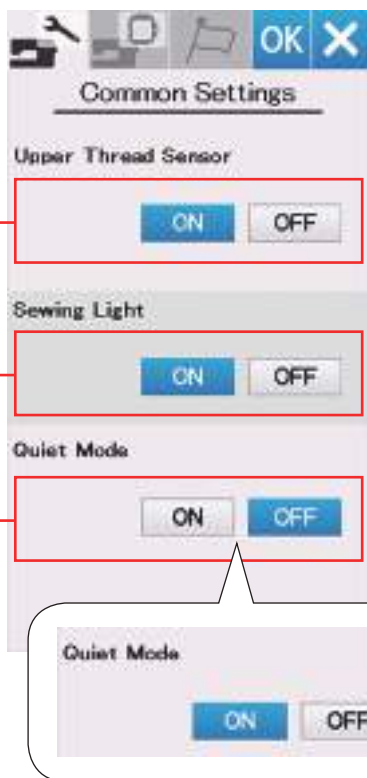 OK X
Common Settings
Upper Thread Sensor
ON OFF
Sewing Light
ON OFF
Quiet Mode
ON OFF
Quiet Mode
ON OFF